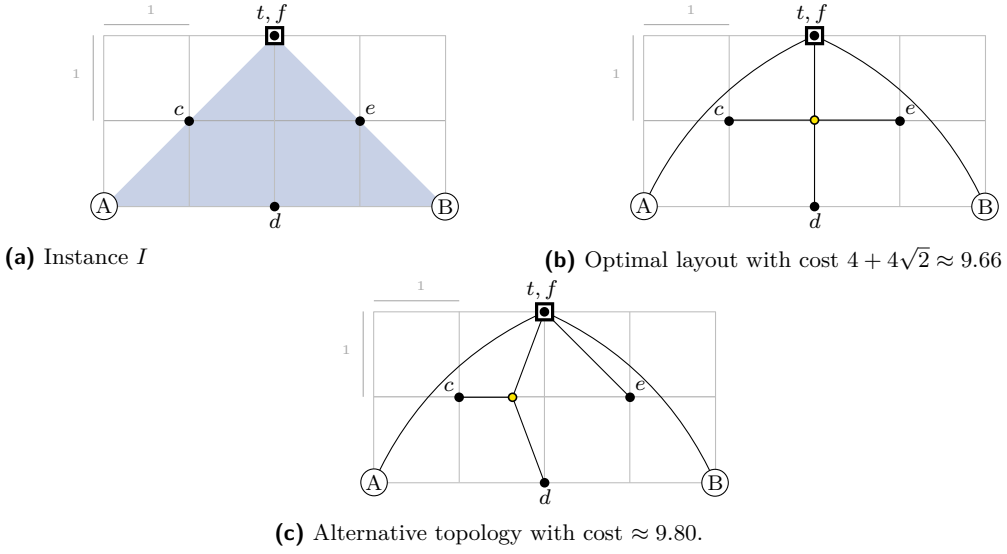 1
t, f
1
c
e
A
B
d
(a) Instance I
1
t, f
1
c
e
A
B
d
(b) Optimal layout with cost 4 + 4√2 ≈ 9.66
1
t, f
1
c
e
A
B
d
(c) Alternative topology with cost ≈ 9.80.